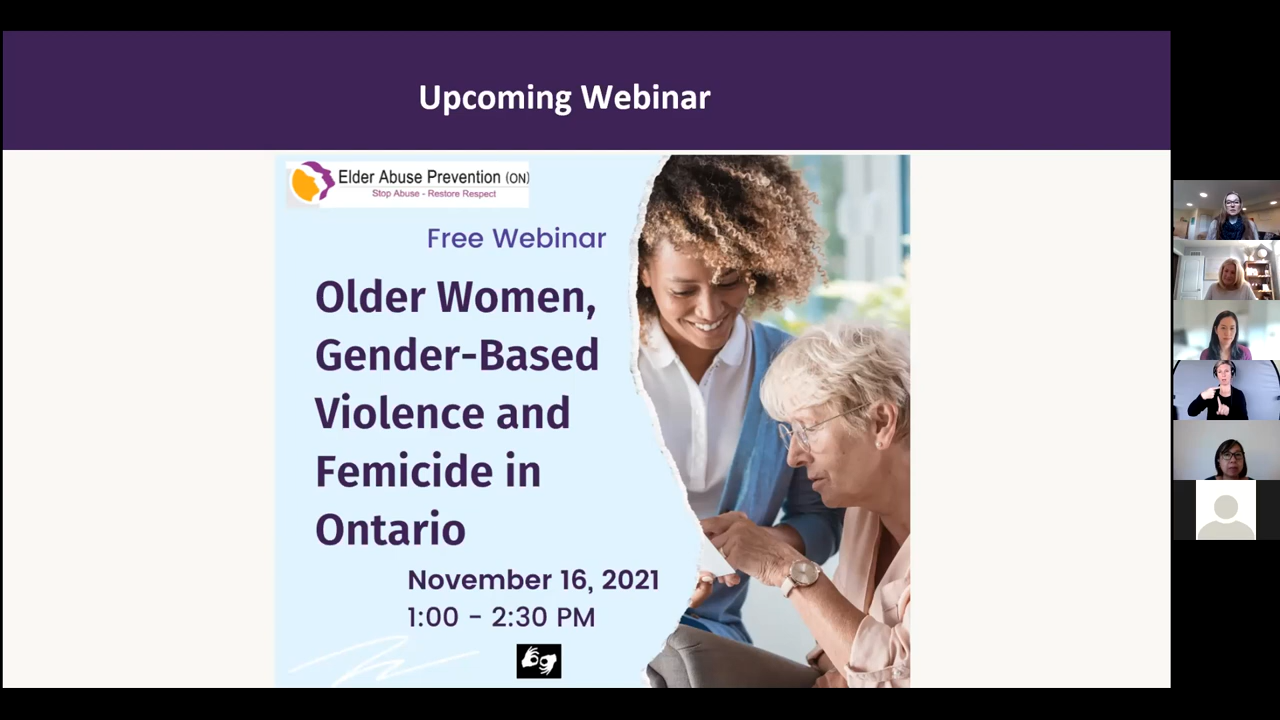 Upcoming Webinar
Elder Abuse Prevention (ON)
Stop Abuse - Restore Respect
Free Webinar
Older Women,
Gender-Based
Violence and
Femicide in
Ontario
November 16, 2021
1:00 - 2:30 PM